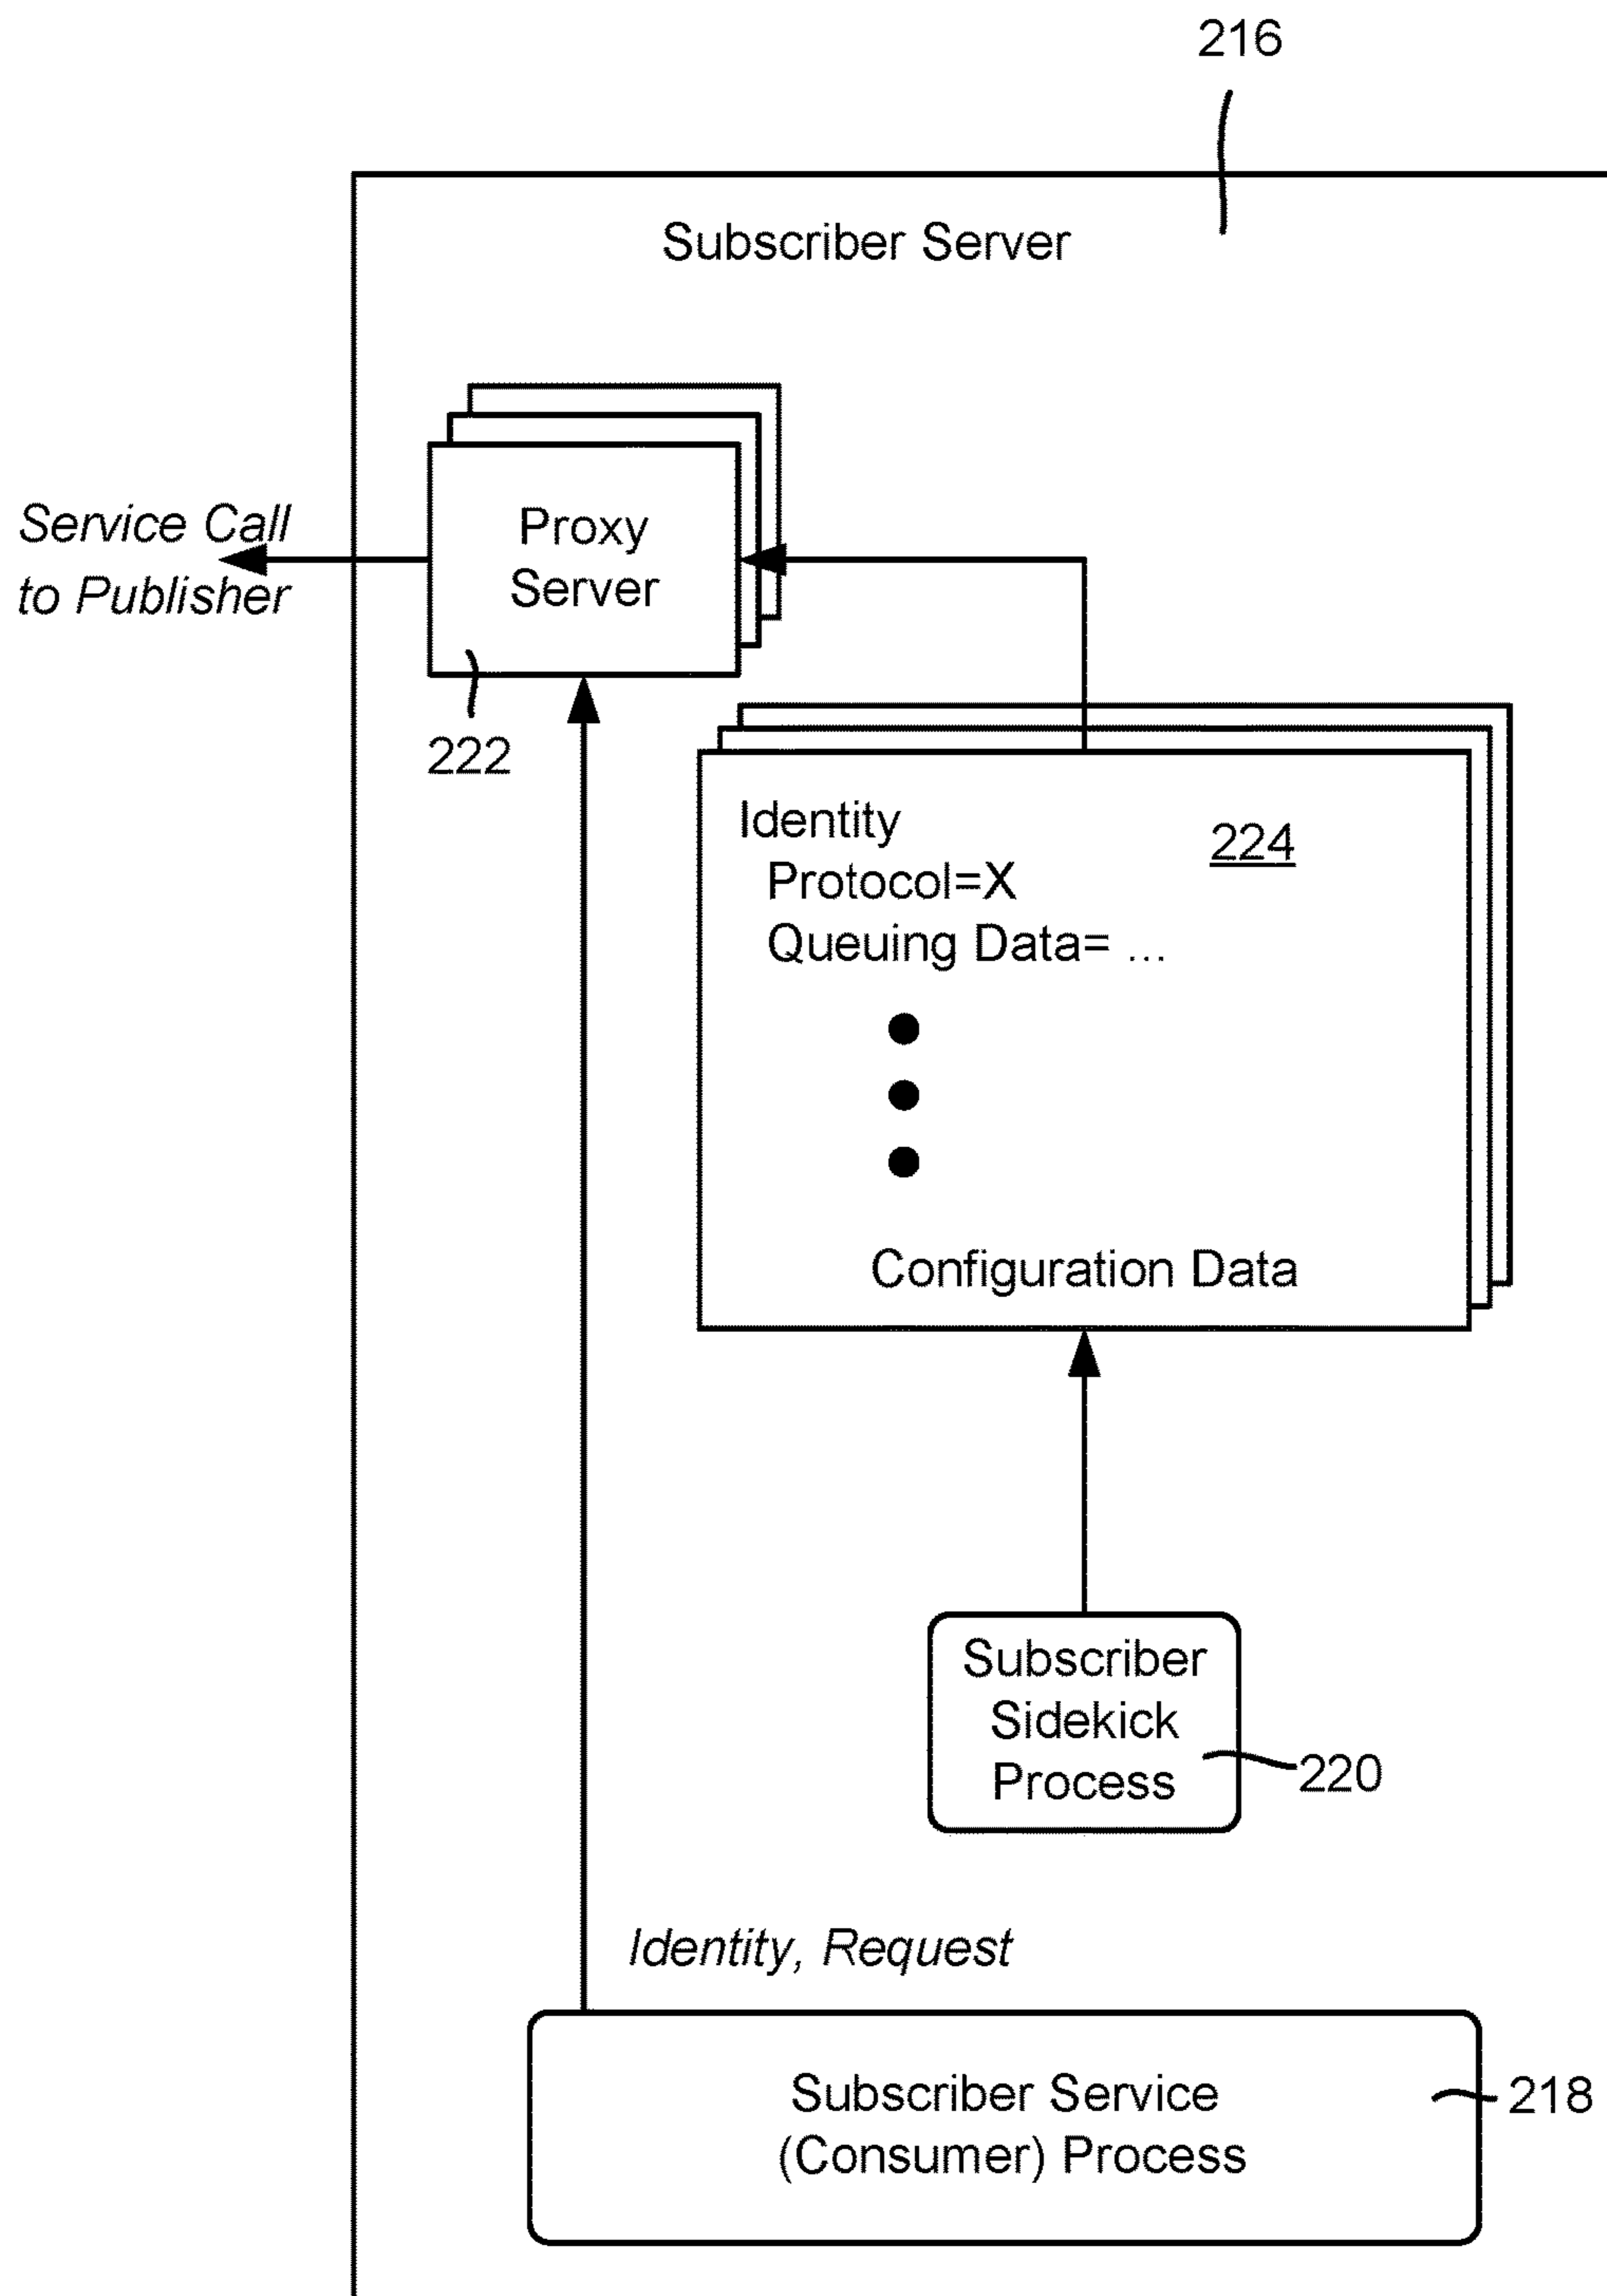 216
Subscriber Server
Service Call
to Publisher
Proxy
Server
222
Identity
224
Protocol=X
Queuing Data= ...
Configuration Data
Subscriber
Sidekick
Process
220
Identity, Request
Subscriber Service
(Consumer) Process
218